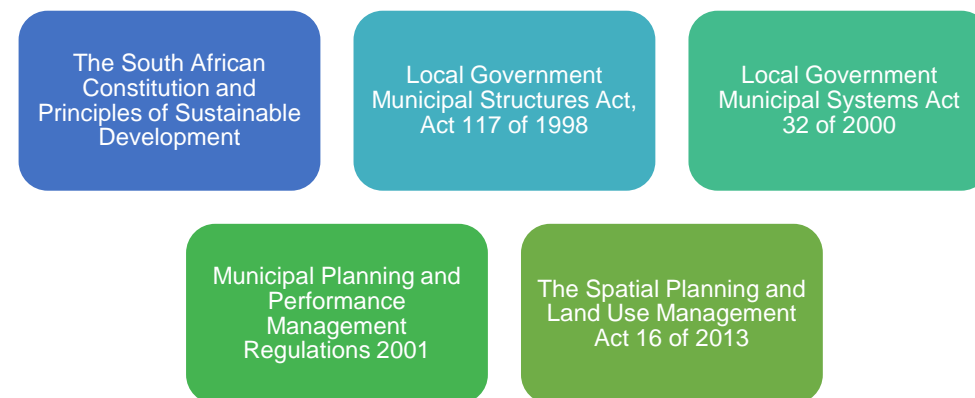 The South African
Constitution and
Principles of Sustainable
Development
Local Government
Municipal Structures Act,
Act 117 of 1998
Local Government
Municipal Systems Act
32 of 2000
Municipal Planning and
Performance
Management
Regulations 2001
The Spatial Planning and
Land Use Management
Act 16 of 2013